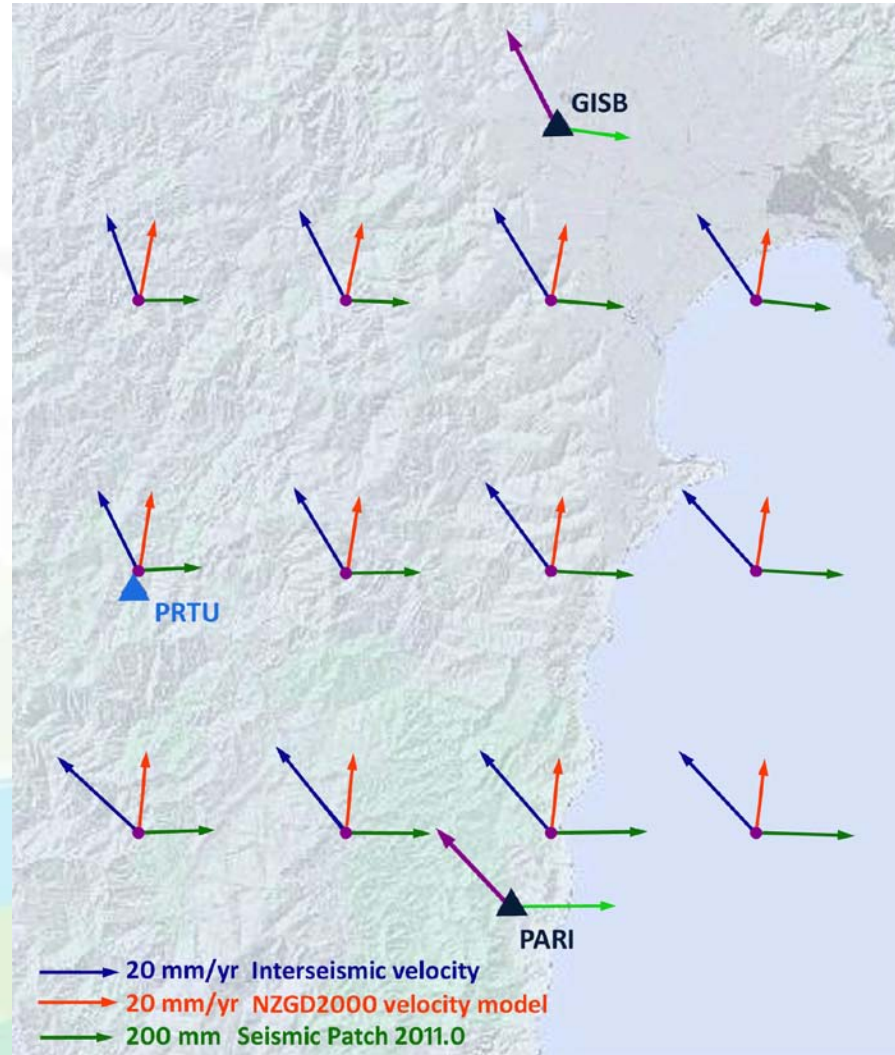 GISB
PRTU
PARI
20 mm/yr Interseismic velocity
20 mm/yr NZGD2000 velocity model
200 mm Seismic Patch 2011.0